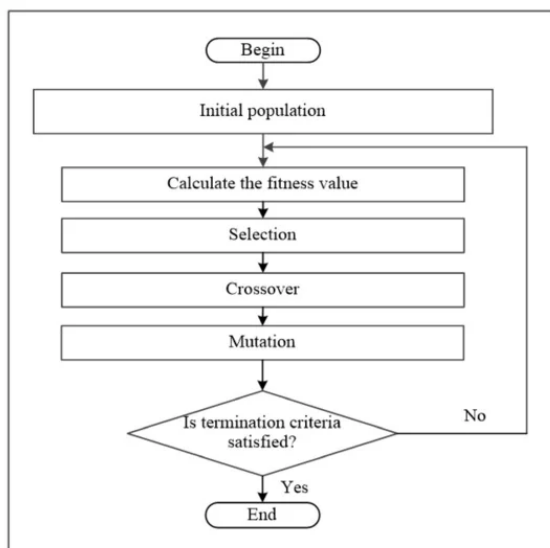 Begin
Initial population
Calculate the fitness value
Selection
Crossover
Mutation
Is termination criteria
satisfied?
No
Yes
End